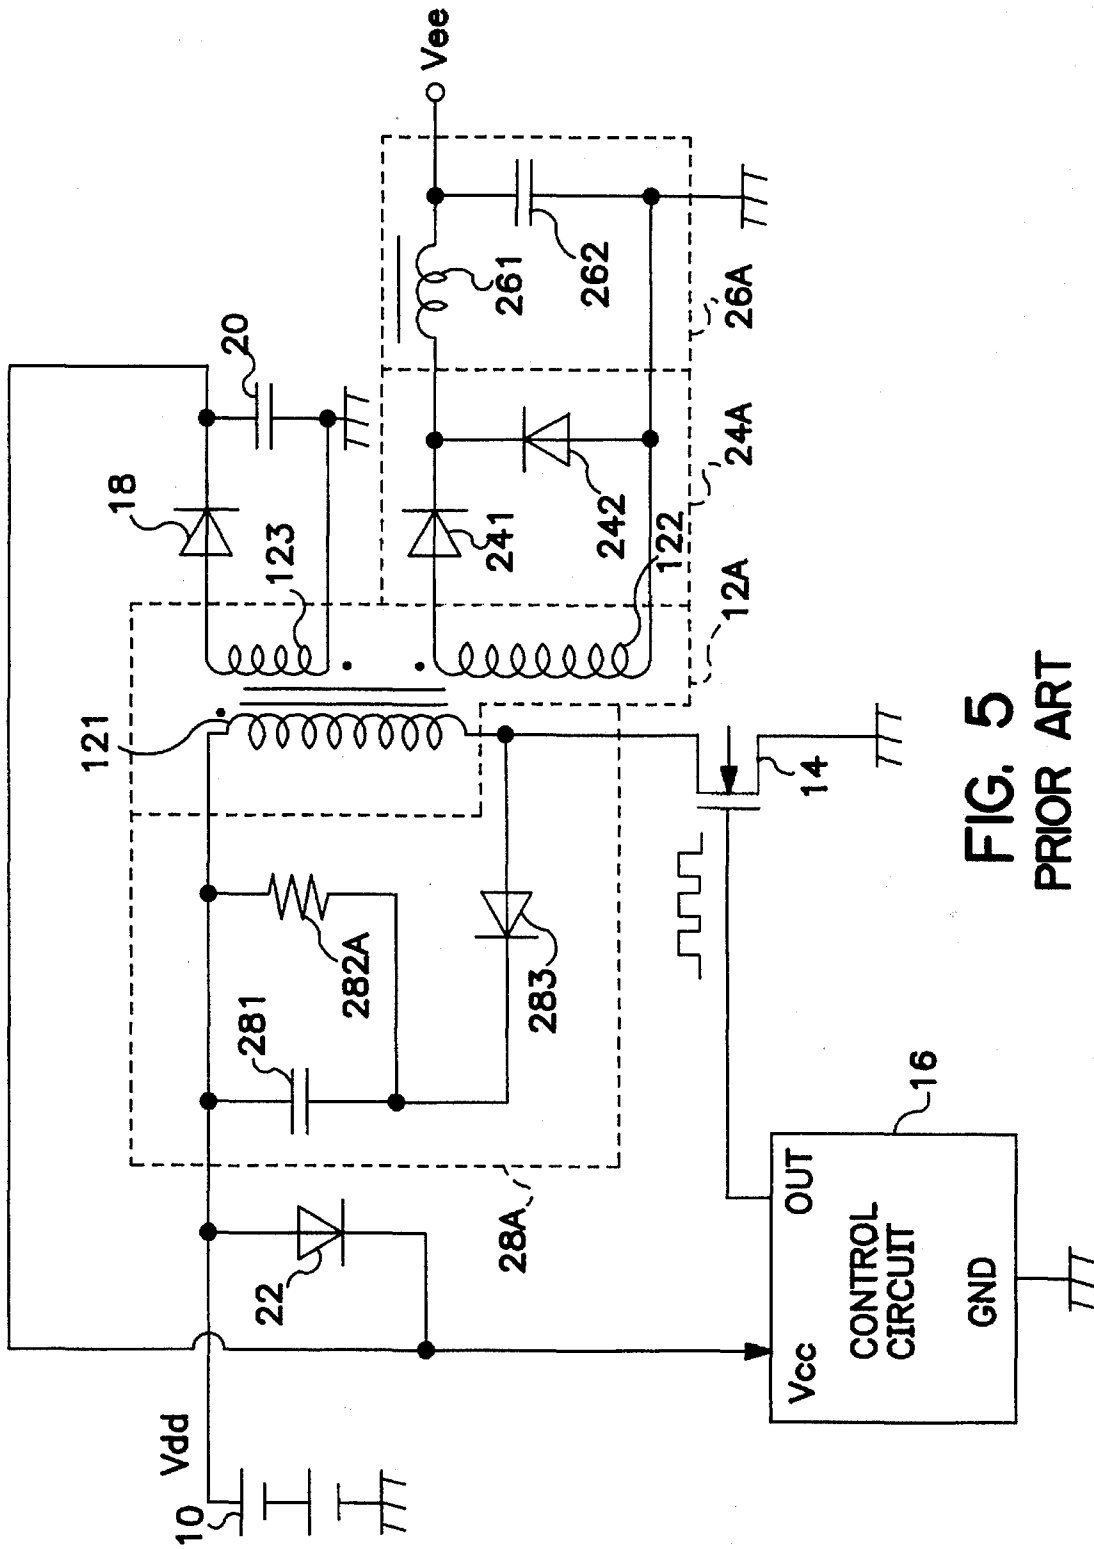 Vdd
10
22
281
282A
283
28A
121
123
18
20
241
242
122
12A
24A
261
262
26A
Vee
14
16
Vcc
OUT
CONTROL
CIRCUIT
GND
FIG. 5
PRIOR ART